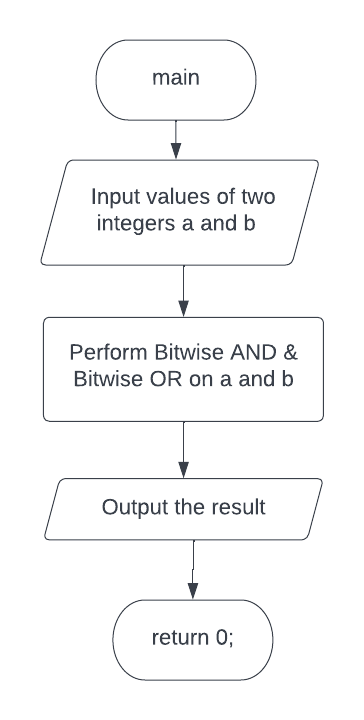 main
Input values of two
integers a and b
Perform Bitwise AND &
Bitwise OR on a and b
Output the result
return 0;